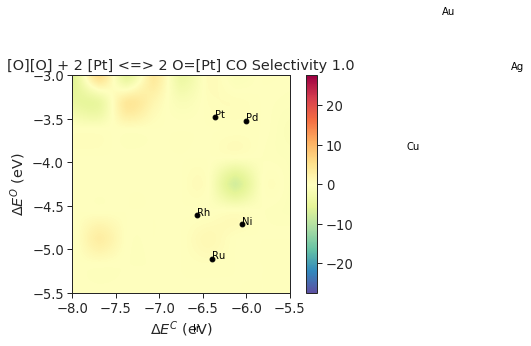 Au
Ag
[O][O] + 2 [Pt] <=> 2 O=[Pt] CO Selectivity 1.0
Cu
−3.0
−3.5
−4.0
−4.5
−5.0
−5.5
ΔE^O (eV)
Pt
Pd
Rh
Ni
Ru
−8.0 −7.5 −7.0 −6.5 −6.0 −5.5
ΔE^C (eV)
Ir
20
10
0
−10
−20